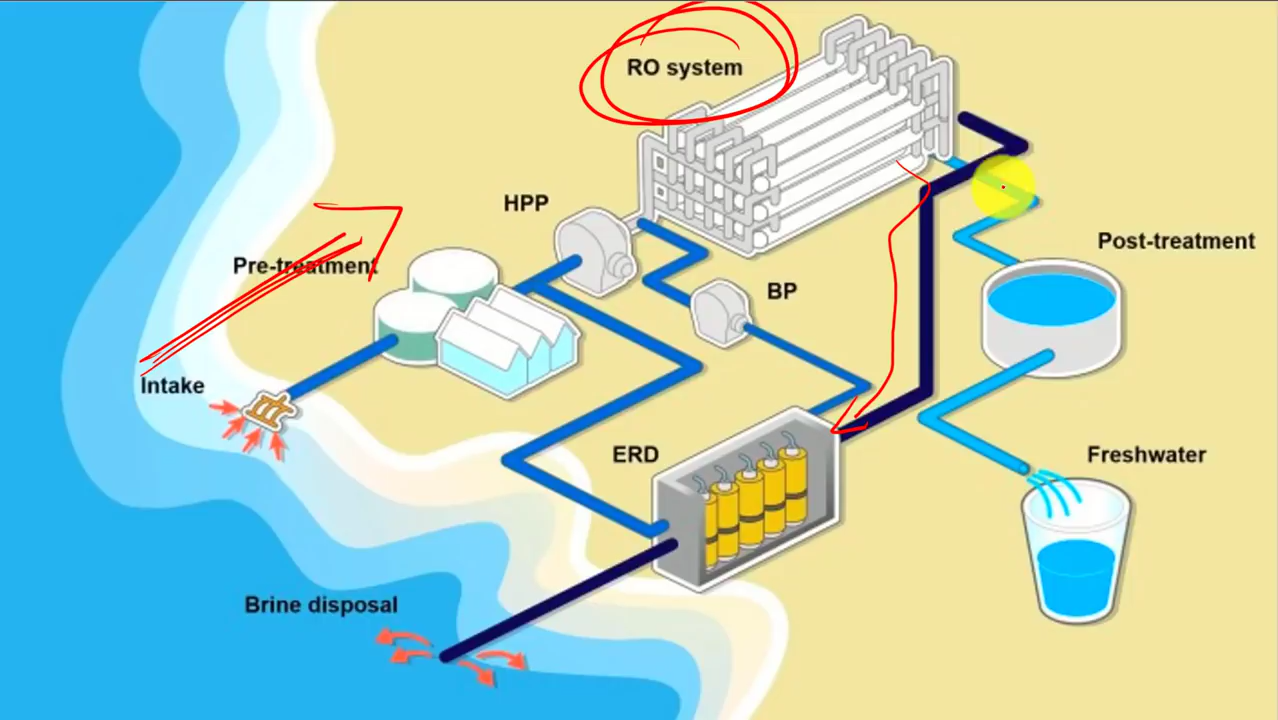 RO system
HPP
Pre-treatment
Post-treatment
BP
Intake
ERD
Freshwater
Brine disposal